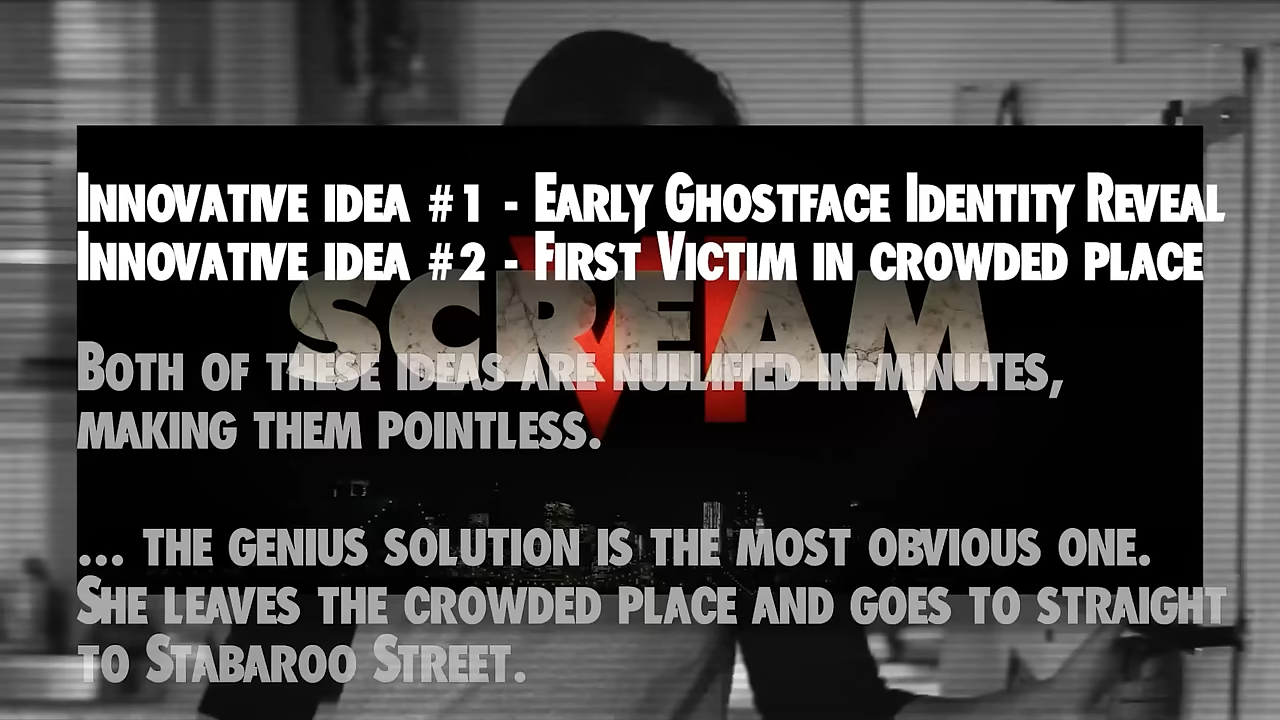 Innovative idea #1 - Early Ghostface Identity Reveal
Innovative idea #2 - First Victim in crowded place
SCREAM
Both of these ideas are nullified in minutes,
making them pointless.
... the genius solution is the most obvious one.
She leaves the crowded place and goes to straight
to Stabaroo Street.